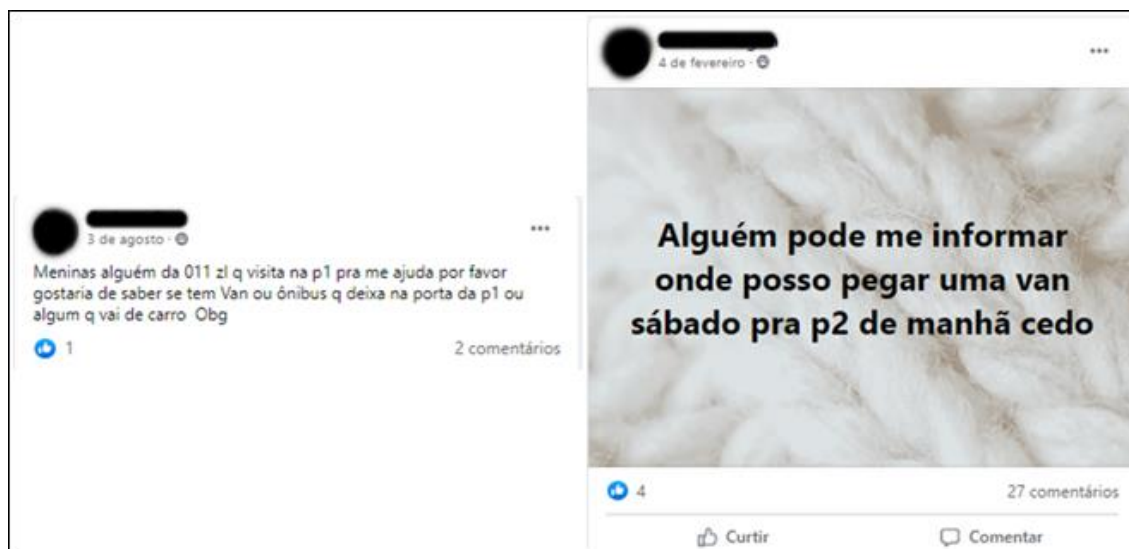 3 de agosto ·
Meninas alguém da 011 zl q visita na p1 pra me ajuda por favor
gostaria de saber se tem Van ou ônibus q deixa na porta da p1 ou
algum q vai de carro Obg
1
2 comentários
4 de fevereiro ·
Alguém pode me informar
onde posso pegar uma van
sábado pra p2 de manhã cedo
4
27 comentários
Curtir
Comentar